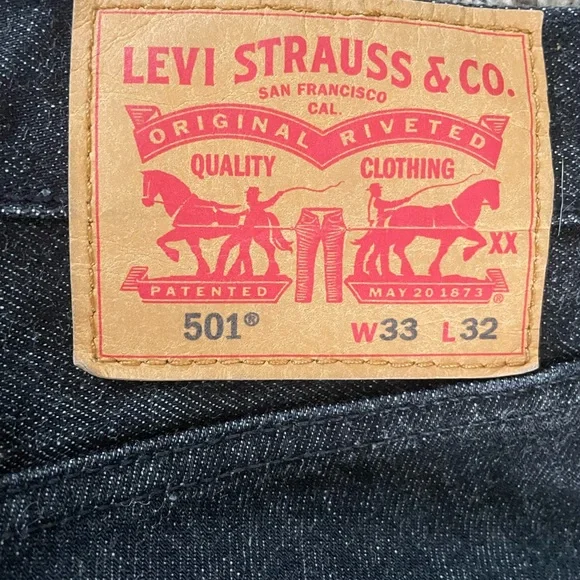 LEVI STRAUSS & CO.
SAN FRANCISCO
CAL.
ORIGINAL RIVETED
QUALITY CLOTHING
XX
PATENTED MAY 20 1873 ®
501® W33 L32